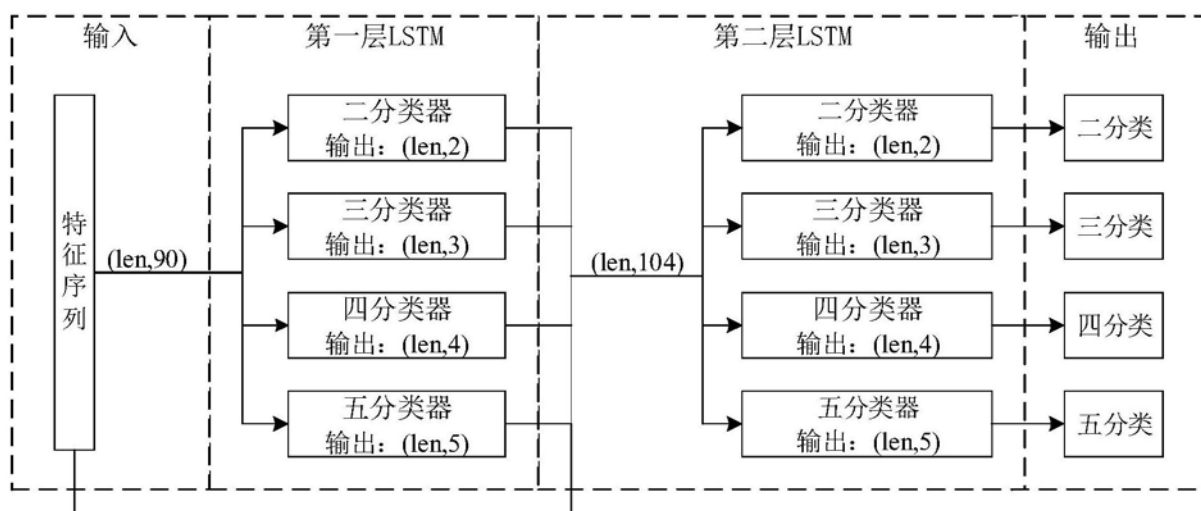 输入
第一层LSTM
第二层LSTM
输出
特征序列
(len,90)
二分类器
输出：(len,2)
三分类器
输出：(len,3)
四分类器
输出：(len,4)
五分类器
输出：(len,5)
(len,104)
二分类器
输出：(len,2)
三分类器
输出：(len,3)
四分类器
输出：(len,4)
五分类器
输出：(len,5)
二分类
三分类
四分类
五分类